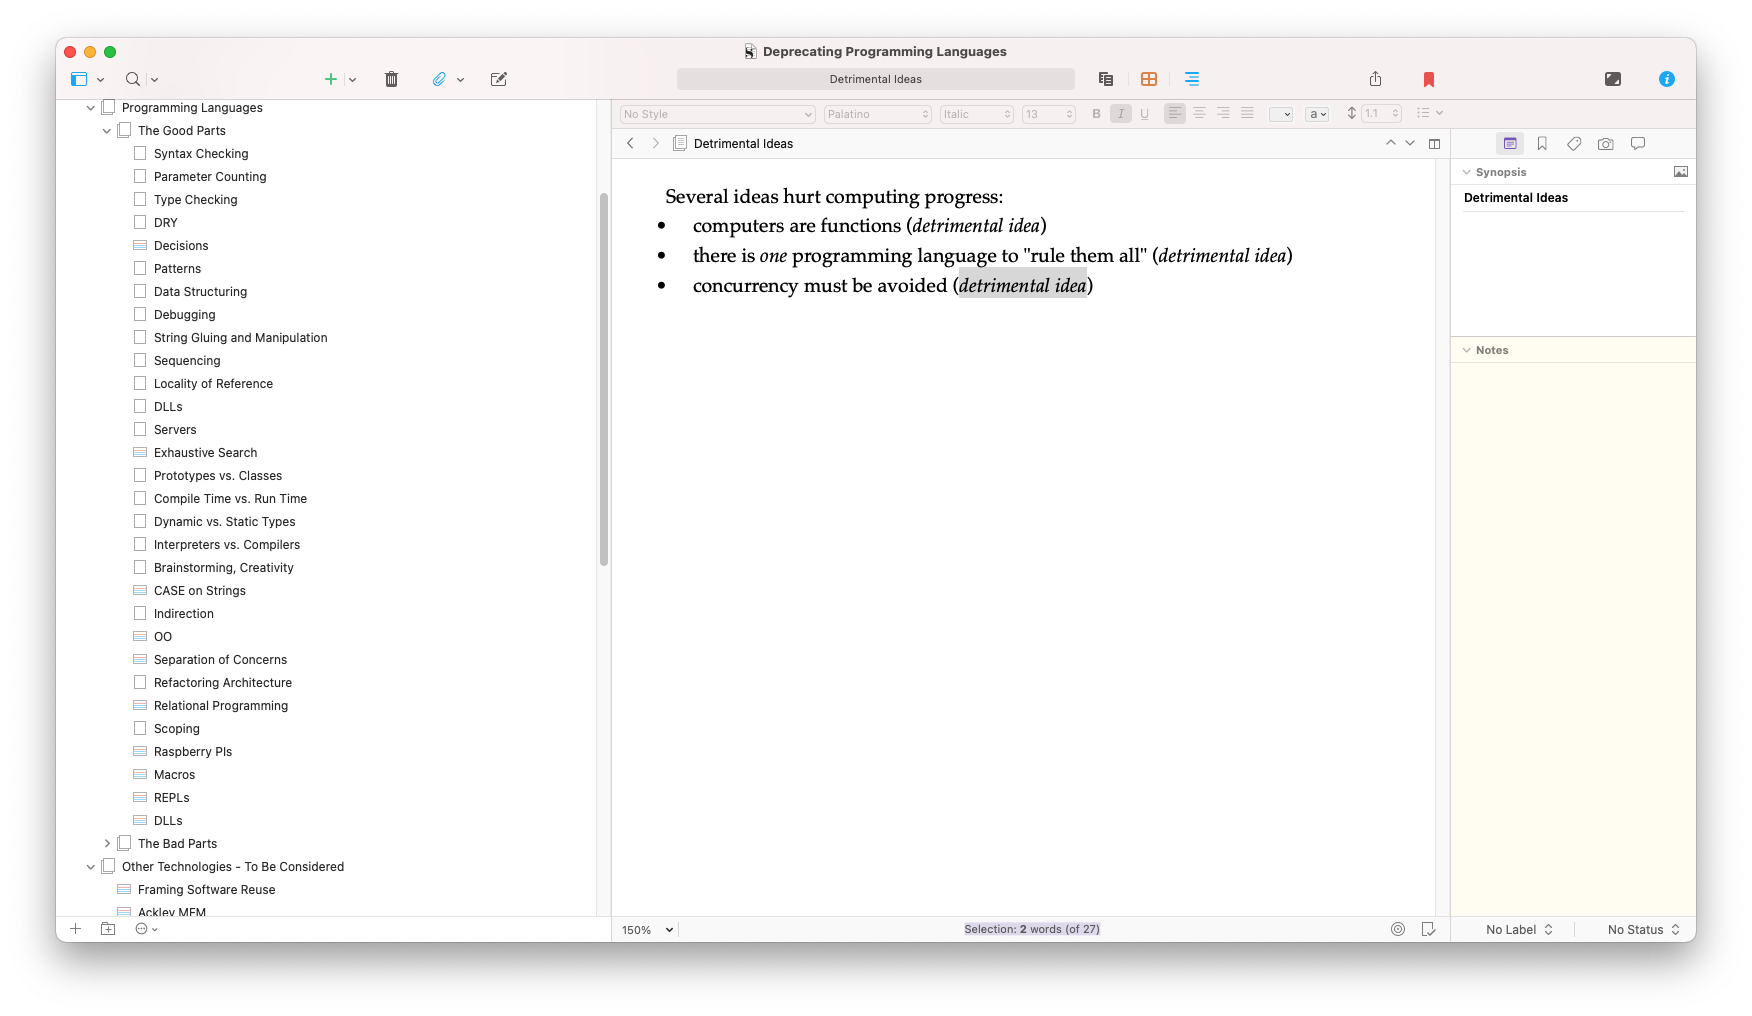 Deprecating Programming Languages
Detrimental Ideas
No Style
Palatino
Italic
13
B
I
U
a
1.1
Programming Languages
The Good Parts
Syntax Checking
Parameter Counting
Type Checking
DRY
Decisions
Patterns
Data Structuring
Debugging
String Gluing and Manipulation
Sequencing
Locality of Reference
DLLs
Servers
Exhaustive Search
Prototypes vs. Classes
Compile Time vs. Run Time
Dynamic vs. Static Types
Interpreters vs. Compilers
Brainstorming, Creativity
CASE on Strings
Indirection
OO
Separation of Concerns
Refactoring Architecture
Relational Programming
Scoping
Raspberry PIs
Macros
REPLs
DLLs
The Bad Parts
Other Technologies - To Be Considered
Framing Software Reuse
Ackley MFM
Detrimental Ideas
Several ideas hurt computing progress:
• computers are functions (detrimental idea)
• there is one programming language to "rule them all" (detrimental idea)
• concurrency must be avoided (detrimental idea)
Synopsis
Detrimental Ideas
Notes
150%
Selection: 2 words (of 27)
No Label
No Status